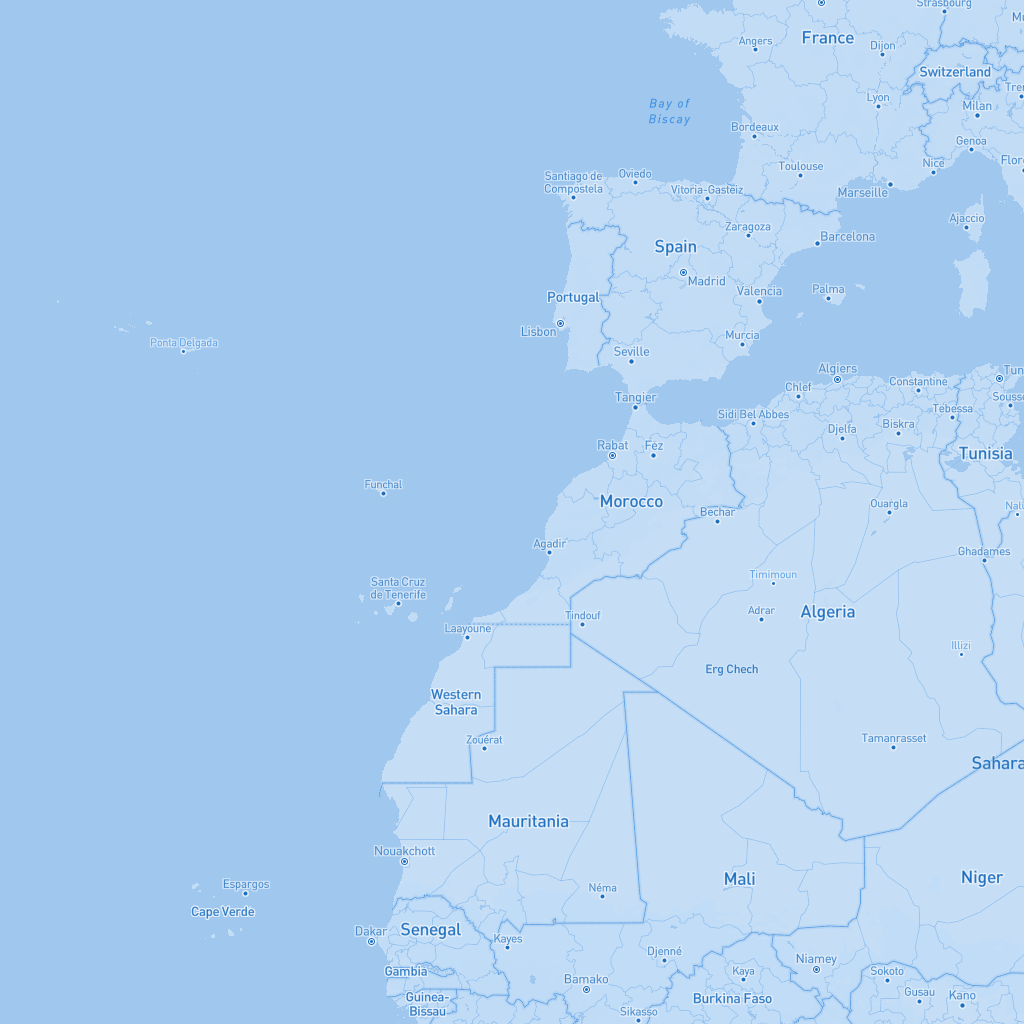 Strasbourg
France
Angers
Dijon
Switzerland
Lyon
Milan
Bay of
Biscay
Bordeaux
Genoa
Toulouse
Nice
Marseille
Santiago de
Compostela
Oviedo
Vitoria-Gasteiz
Ajaccio
Zaragoza
Barcelona
Spain
Madrid
Portugal
Valencia
Palma
Lisbon
Murcia
Ponta Delgada
Seville
Algiers
Constantine
Chlef
Tangier
Sidi Bel Abbes
Tébessa
Biskra
Djelfa
Rabat
Fez
Tunisia
Funchal
Morocco
Bechar
Ouargla
Agadir
Ghadames
Timimoun
Santa Cruz
de Tenerife
Adrar
Algeria
Tindouf
Laayoune
Illizi
Erg Chech
Western
Sahara
Zouérat
Tamanrasset
Sahara
Mauritania
Nouakchott
Mali
Niger
Espargos
Néma
Cape Verde
Dakar
Senegal
Kayes
Djenné
Niamey
Gambia
Kaya
Sokoto
Bamako
Guinea-
Bissau
Burkina Faso
Gusau
Kano
Sikasso